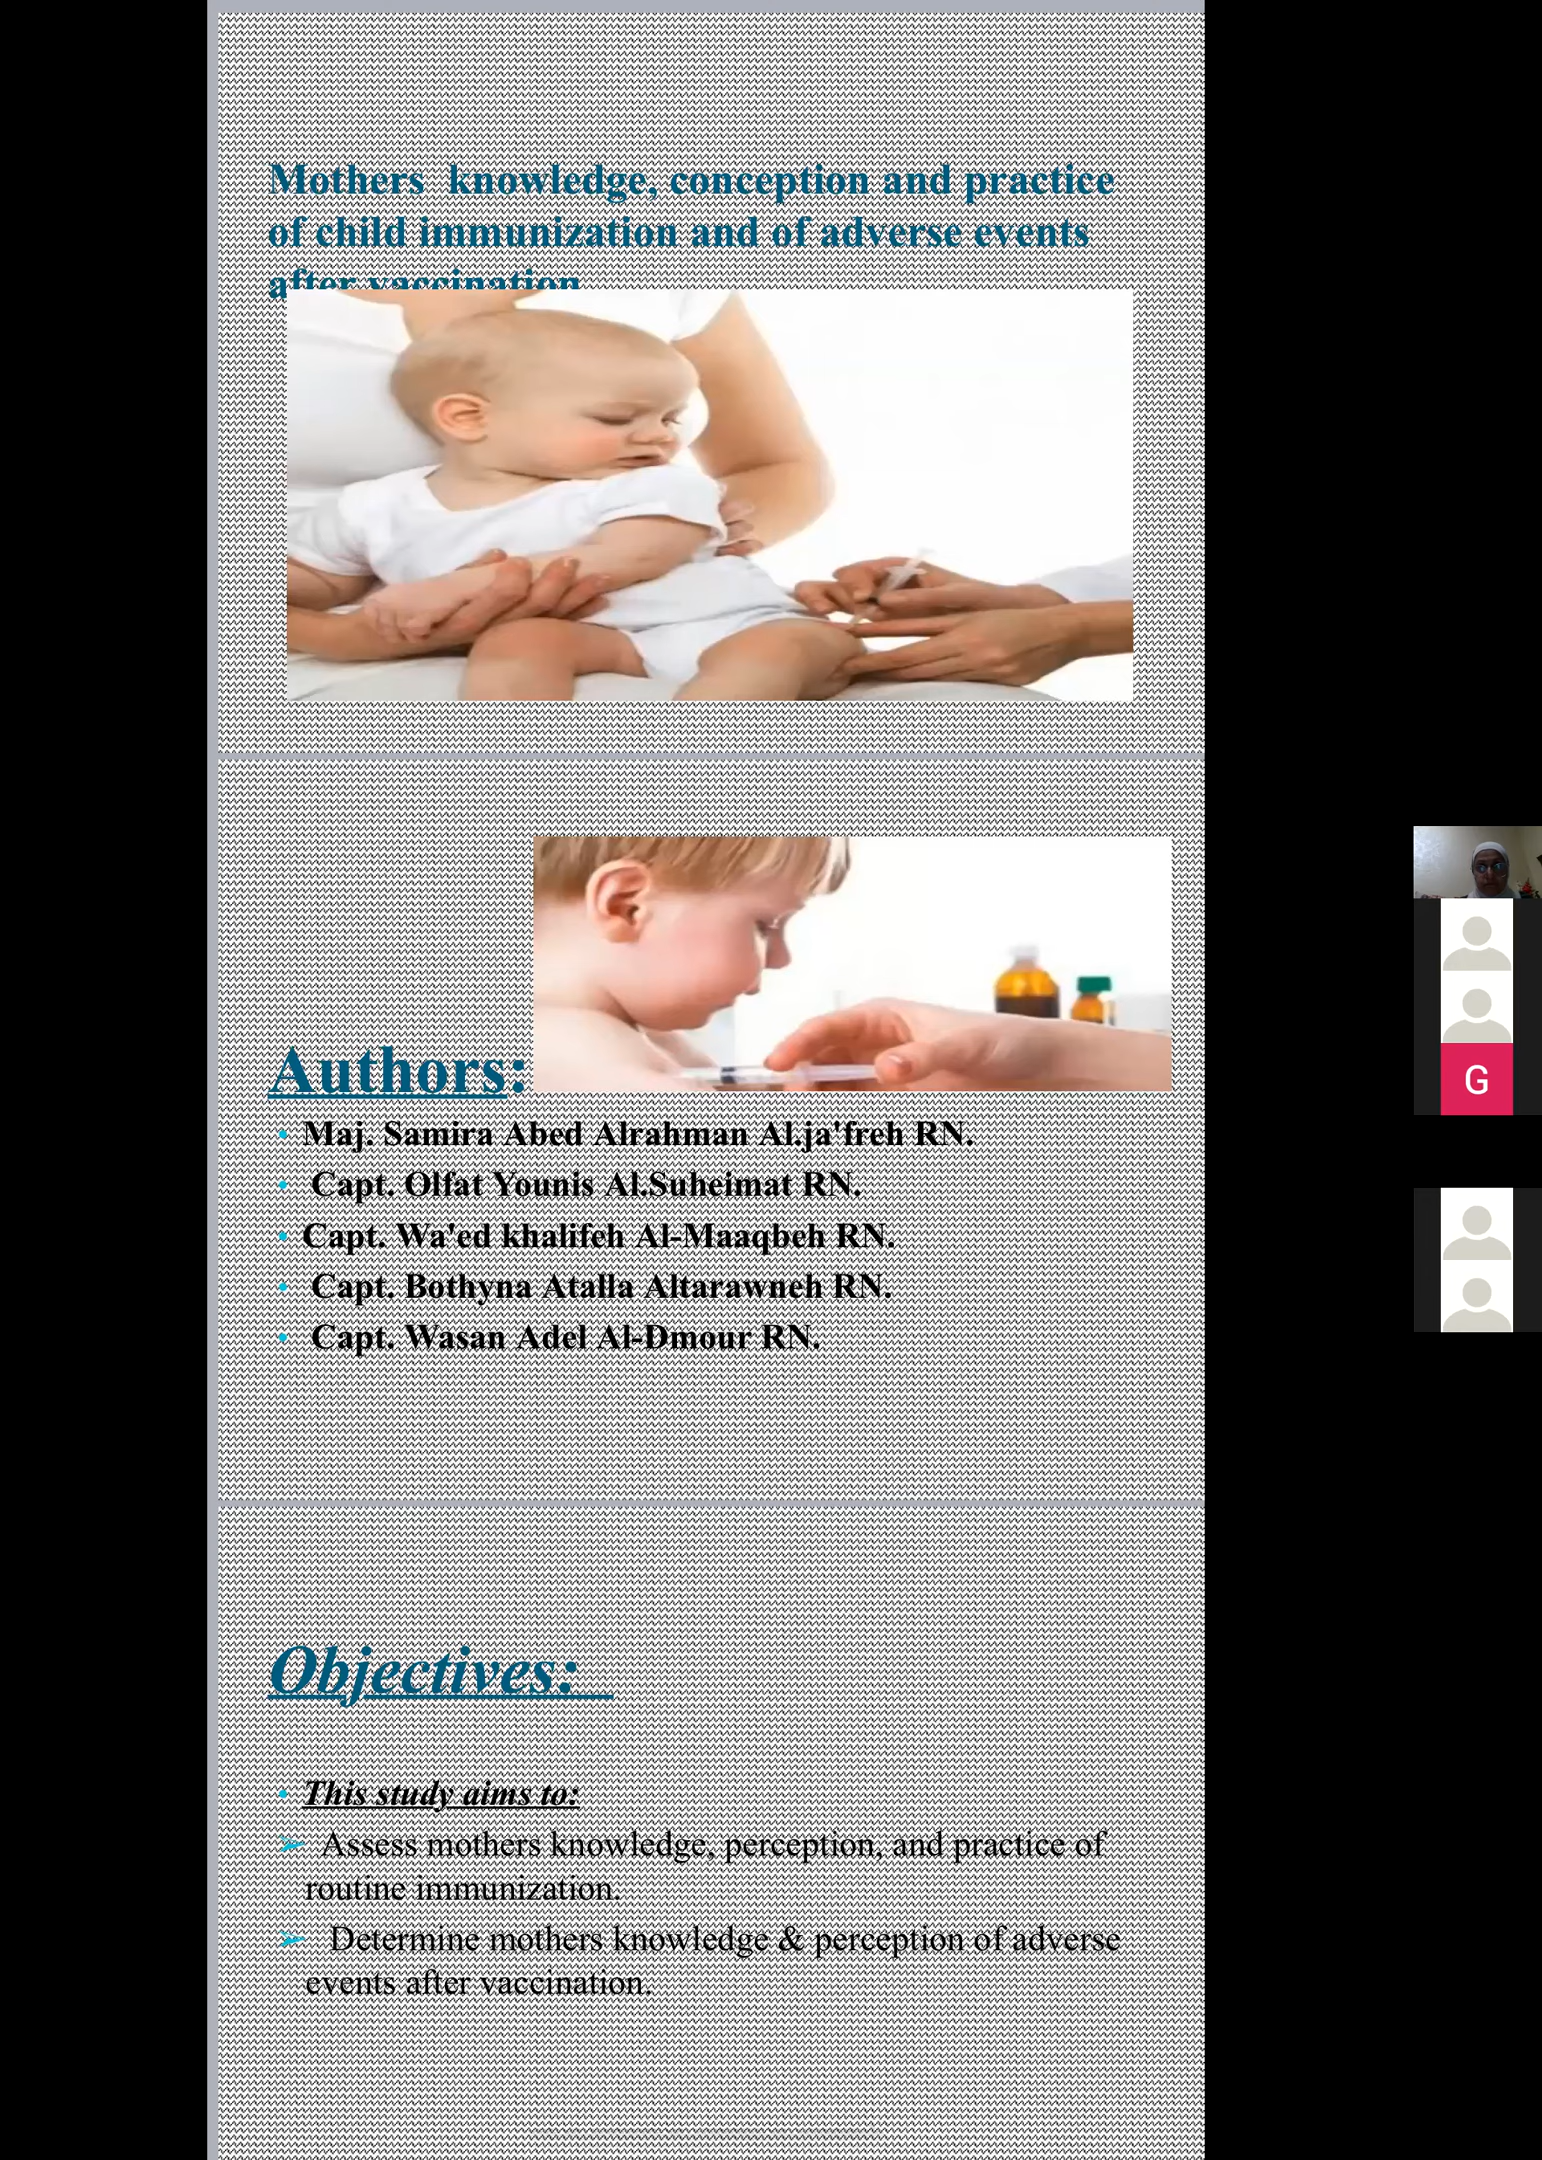 Mothers knowledge, conception and practice
of child immunization and of adverse events
after vaccination
Authors:
• Maj. Samira Abed Alrahman Al.ja'freh RN.
• Capt. Olfat Younis Al.Suheimat RN.
• Capt. Wa'ed khalifeh Al-Maaqbeh RN.
• Capt. Bothyna Atalla Altarawneh RN.
• Capt. Wasan Adel Al-Dmour RN.
G
Objectives:
• This study aims to:
➢ Assess mothers knowledge, perception, and practice of
routine immunization.
➢ Determine mothers knowledge & perception of adverse
events after vaccination.